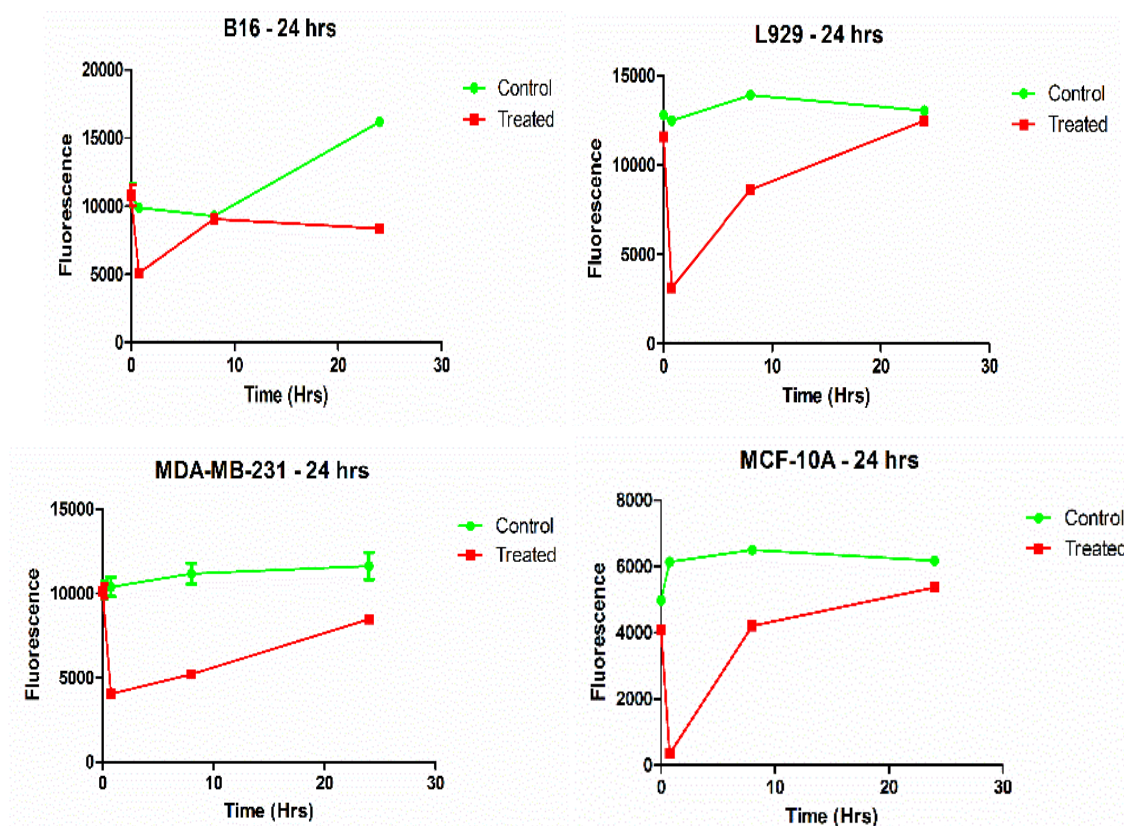 B16 - 24 hrs
20000
15000
10000
5000
0
Fluorescence
0 10 20 30
Time (Hrs)
Control
Treated
L929 - 24 hrs
15000
10000
5000
0
Fluorescence
0 10 20 30
Time (Hrs)
Control
Treated
MDA-MB-231 - 24 hrs
15000
10000
5000
0
Fluorescence
0 10 20 30
Time (Hrs)
Control
Treated
MCF-10A - 24 hrs
8000
6000
4000
2000
0
Fluorescence
0 10 20 30
Time (Hrs)
Control
Treated